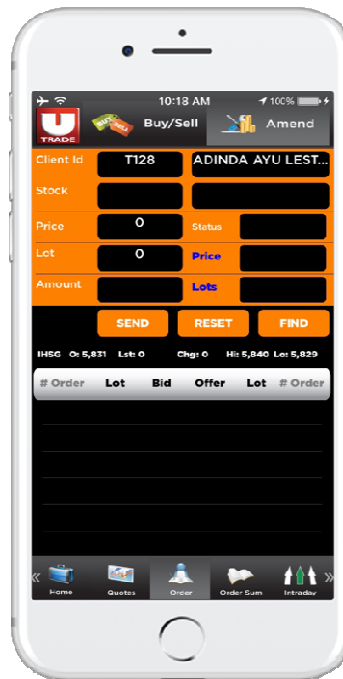 10:18 AM 100%
U TRADE Buy/Sell Amend
Client Id T128 ADINDA AYU LEST...
Stock
Price 0 Status
Lot 0 Price
Amount Lots
SEND RESET FIND
IHSG O: 5,831 Lst: 0 Chg: 0 Hi: 5,840 Lo: 5,829
# Order Lot Bid Offer Lot # Order
« Home Quotes Order Order Sum Intraday »